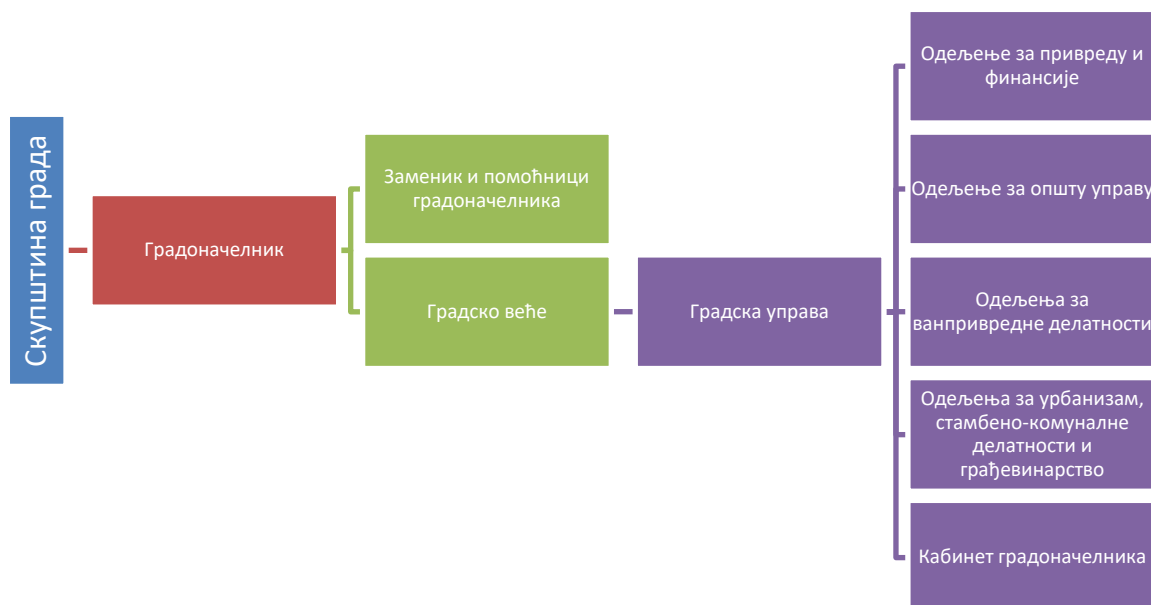 Скупштина града
Градоначелник
Заменик и помоћници
градоначелника
Градско веће
Градска управа
Одељење за привреду и
финансије
Одељење за општу управу
Одељења за
ванпривредне делатности
Одељења за урбанизам,
стамбено-комуналне
делатности и
грађевинарство
Кабинет градоначелника